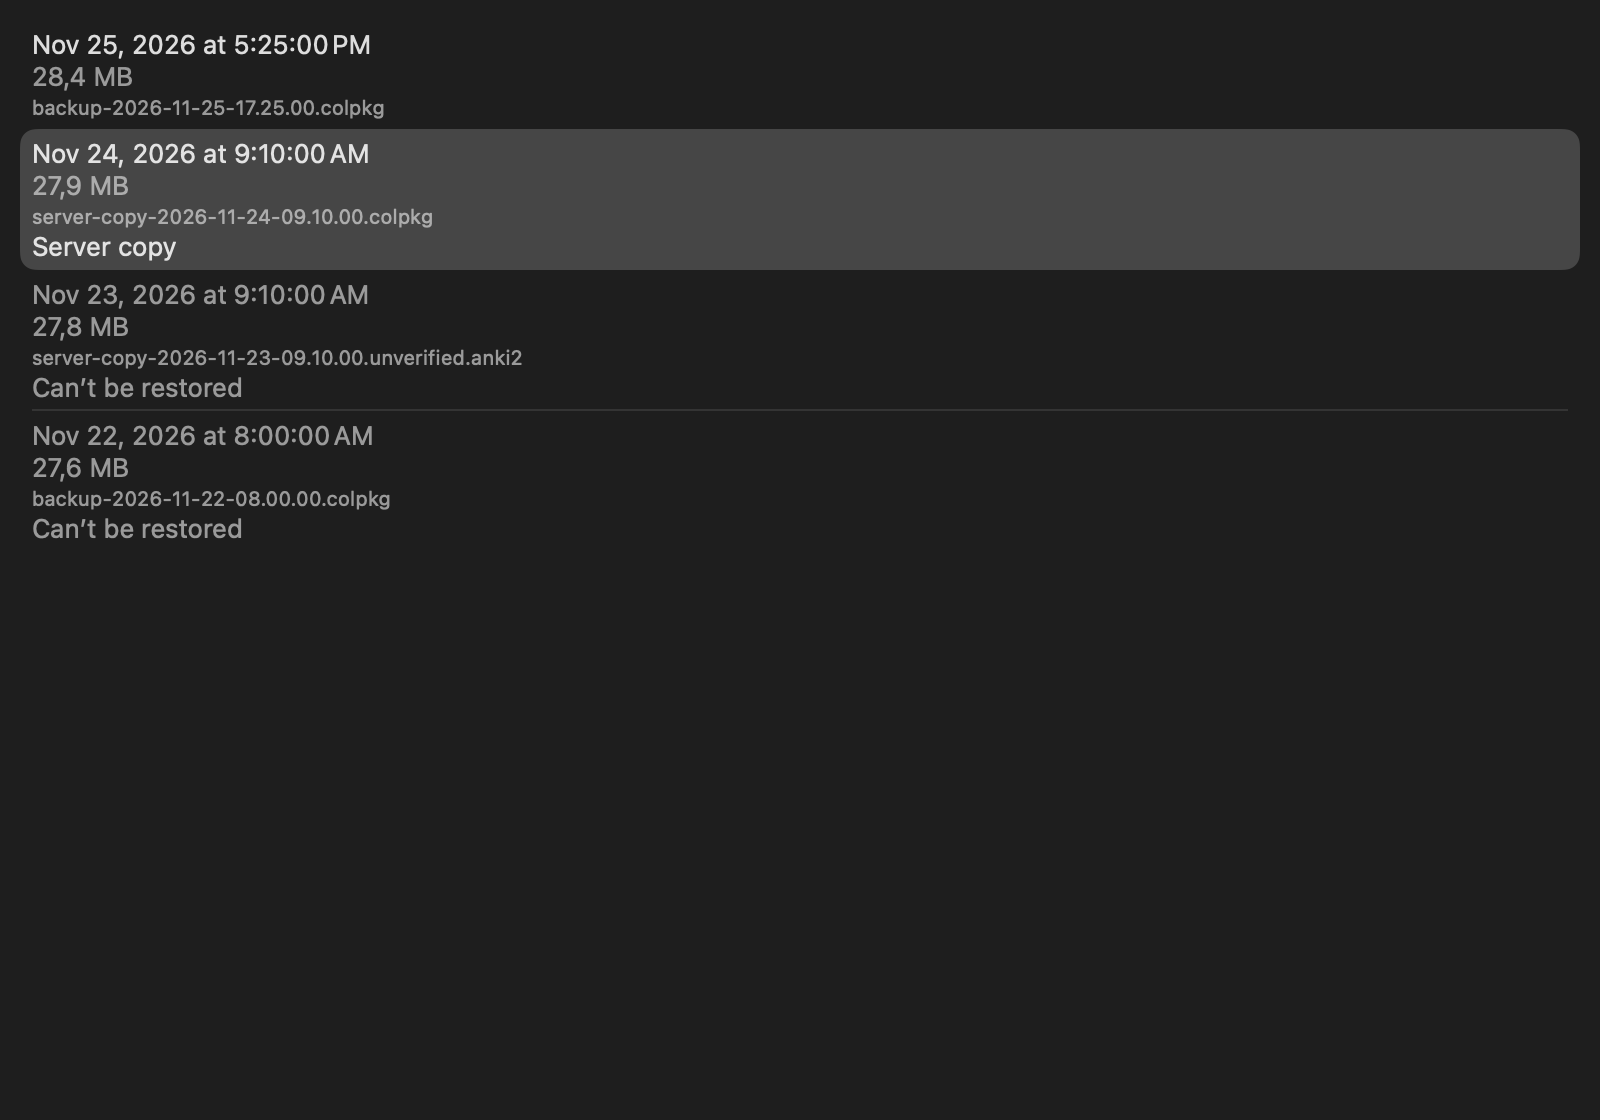 Nov 25, 2026 at 5:25:00 PM
28,4 MB
backup-2026-11-25-17.25.00.colpkg
Nov 24, 2026 at 9:10:00 AM
27,9 MB
server-copy-2026-11-24-09.10.00.colpkg
Server copy
Nov 23, 2026 at 9:10:00 AM
27,8 MB
server-copy-2026-11-23-09.10.00.unverified.anki2
Can’t be restored
Nov 22, 2026 at 8:00:00 AM
27,6 MB
backup-2026-11-22-08.00.00.colpkg
Can’t be restored